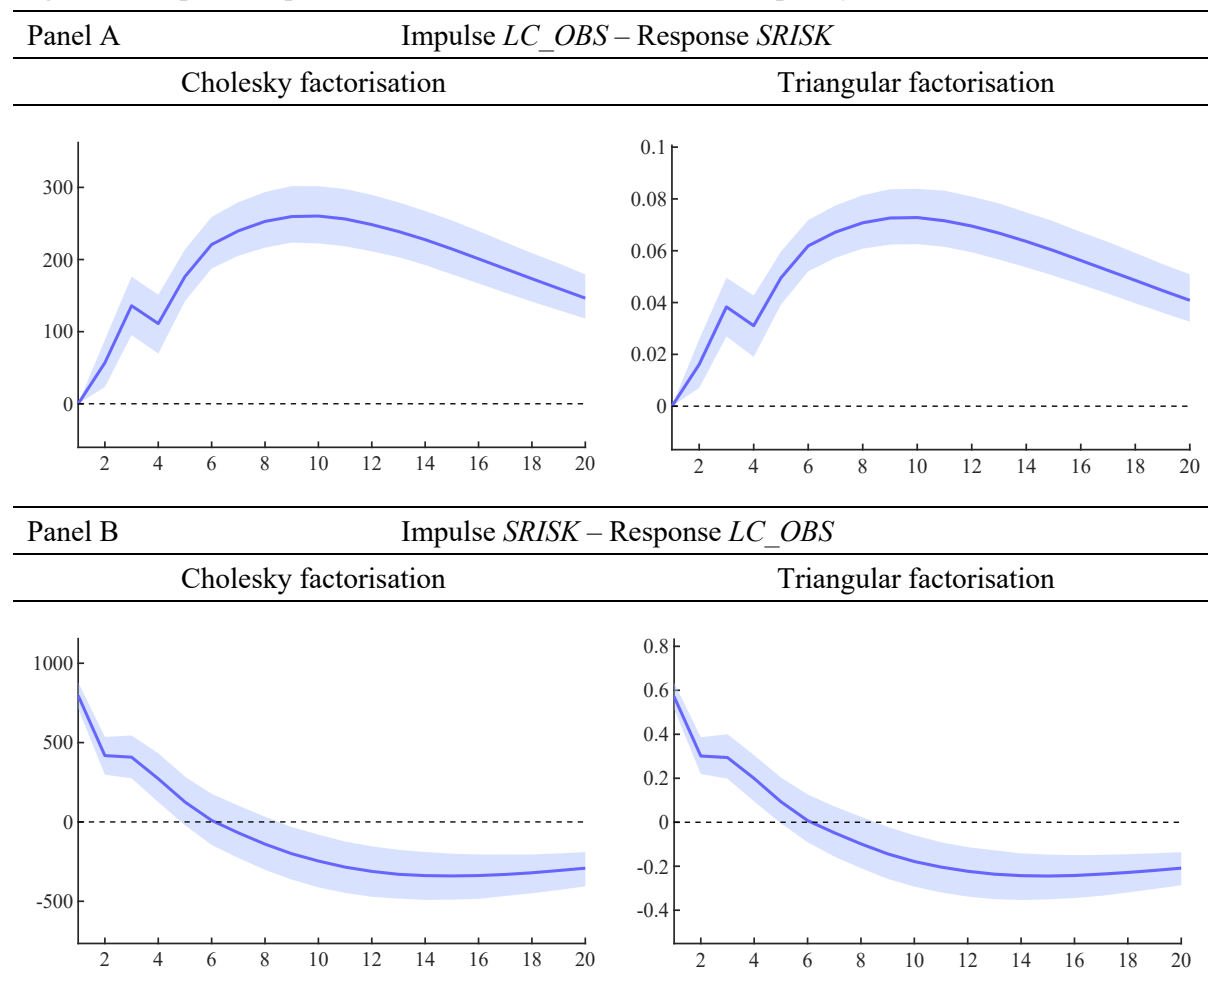 Panel A Impulse LC_OBS – Response SRISK
Cholesky factorisation Triangular factorisation
300
200
100
0
2 4 6 8 10 12 14 16 18 20
0.1
0.08
0.06
0.04
0.02
0
2 4 6 8 10 12 14 16 18 20
Panel B Impulse SRISK – Response LC_OBS
Cholesky factorisation Triangular factorisation
1000
500
0
-500
2 4 6 8 10 12 14 16 18 20
0.8
0.6
0.4
0.2
0
-0.2
-0.4
2 4 6 8 10 12 14 16 18 20